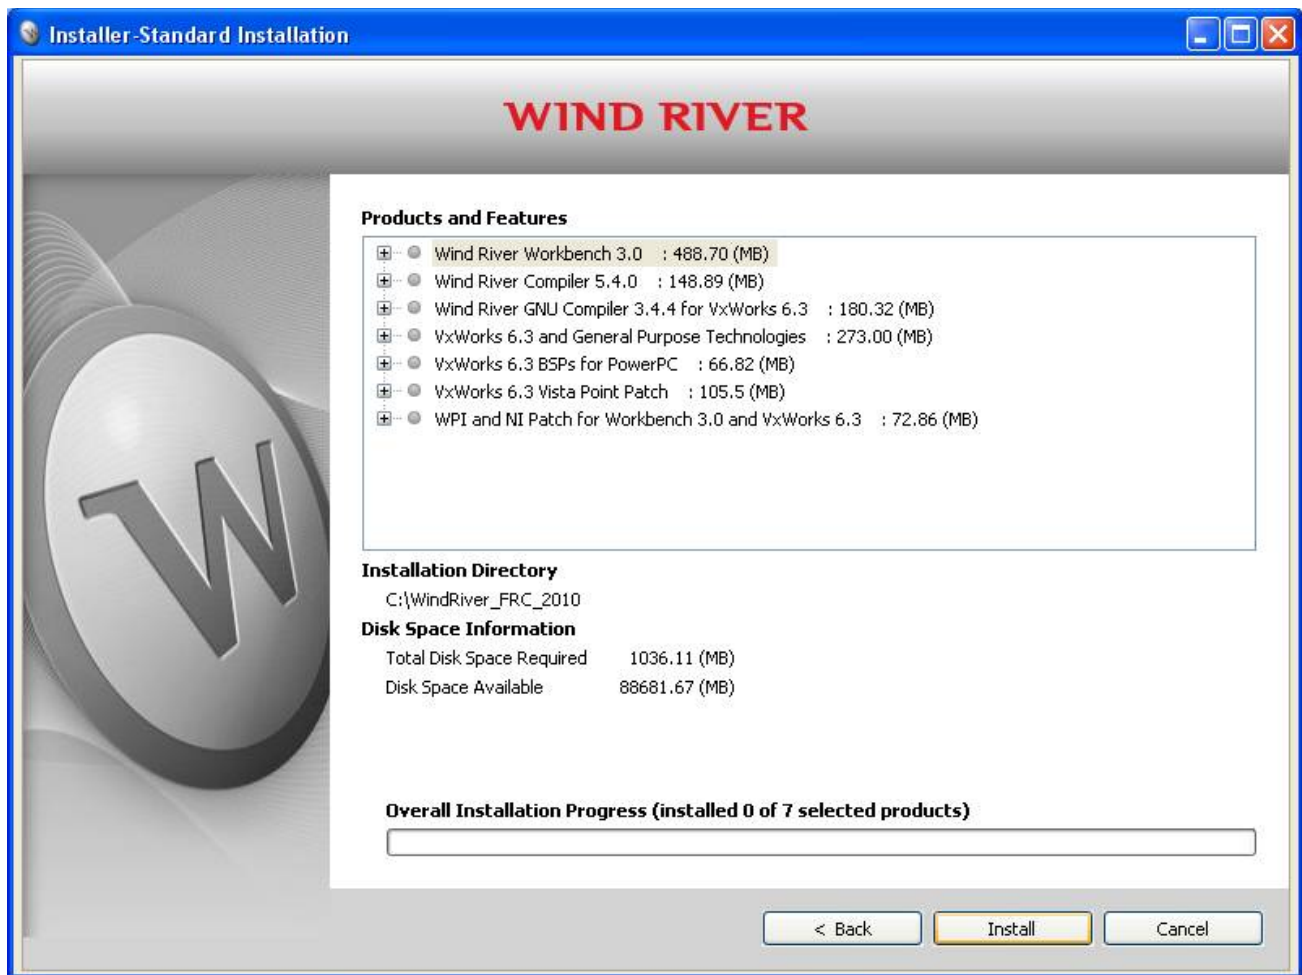 Installer-Standard Installation
WIND RIVER
Products and Features
Wind River Workbench 3.0 : 488.70 (MB)
Wind River Compiler 5.4.0 : 148.89 (MB)
Wind River GNU Compiler 3.4.4 for VxWorks 6.3 : 180.32 (MB)
VxWorks 6.3 and General Purpose Technologies : 273.00 (MB)
VxWorks 6.3 BSPs for PowerPC : 66.82 (MB)
VxWorks 6.3 Vista Point Patch : 105.5 (MB)
WPI and NI Patch for Workbench 3.0 and VxWorks 6.3 : 72.86 (MB)
W
Installation Directory
C:\WindRiver_FRC_2010
Disk Space Information
Total Disk Space Required 1036.11 (MB)
Disk Space Available 88681.67 (MB)
Overall Installation Progress (installed 0 of 7 selected products)
< Back Install Cancel